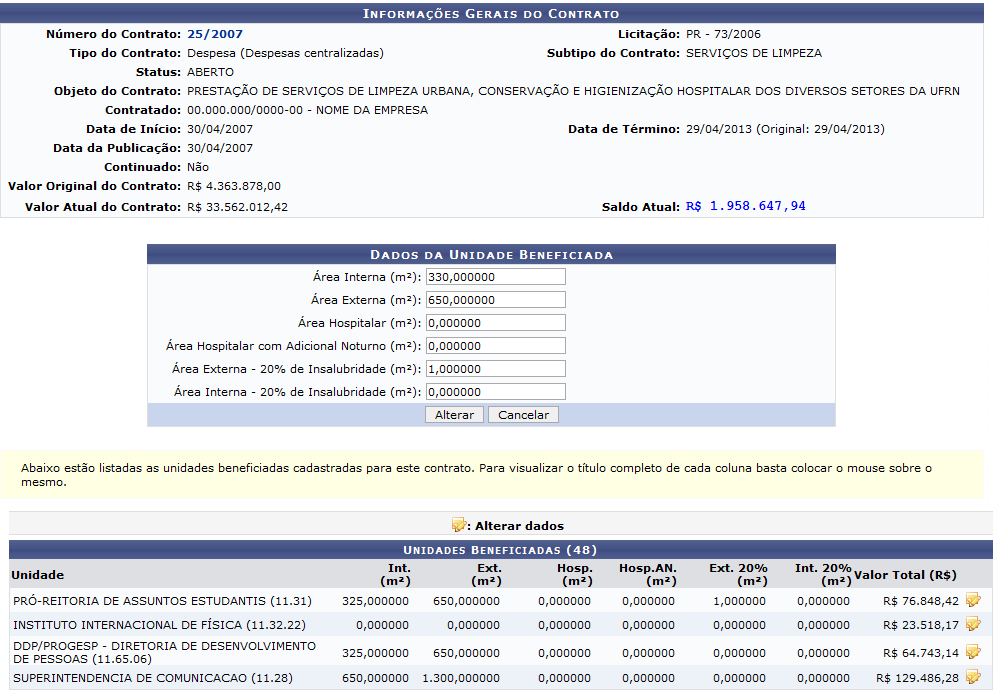 INFORMAÇÕES GERAIS DO CONTRATO
Número do Contrato: 25/2007 Licitação: PR - 73/2006
Tipo do Contrato: Despesa (Despesas centralizadas) Subtipo do Contrato: SERVIÇOS DE LIMPEZA
Status: ABERTO
Objeto do Contrato: PRESTAÇÃO DE SERVIÇOS DE LIMPEZA URBANA, CONSERVAÇÃO E HIGIENIZAÇÃO HOSPITALAR DOS DIVERSOS SETORES DA UFRN
Contratado: 00.000.000/0000-00 - NOME DA EMPRESA
Data de Início: 30/04/2007 Data de Término: 29/04/2013 (Original: 29/04/2013)
Data da Publicação: 30/04/2007
Continuado: Não
Valor Original do Contrato: R$ 4.363.878,00
Valor Atual do Contrato: R$ 33.562.012,42 Saldo Atual: R$ 1.958.647,94
DADOS DA UNIDADE BENEFICIADA
Área Interna (m²): 330,000000
Área Externa (m²): 650,000000
Área Hospitalar (m²): 0,000000
Área Hospitalar com Adicional Noturno (m²): 0,000000
Área Externa - 20% de Insalubridade (m²): 1,000000
Área Interna - 20% de Insalubridade (m²): 0,000000
Alterar Cancelar
Abaixo estão listadas as unidades beneficiadas cadastradas para este contrato. Para visualizar o título completo de cada coluna basta colocar o mouse sobre o
mesmo.
: Alterar dados
UNIDADES BENEFICIADAS (48)
Unidade Int. (m²) Ext. (m²) Hosp. (m²) Hosp.AN. (m²) Ext. 20% (m²) Int. 20% (m²) Valor Total (R$)
PRÓ-REITORIA DE ASSUNTOS ESTUDANTIS (11.31) 325,000000 650,000000 0,000000 0,000000 1,000000 0,000000 R$ 76.848,42
INSTITUTO INTERNACIONAL DE FÍSICA (11.32.22) 0,000000 0,000000 0,000000 0,000000 0,000000 0,000000 R$ 23.518,17
DDP/PROGESP - DIRETORIA DE DESENVOLVIMENTO
DE PESSOAS (11.65.06) 325,000000 650,000000 0,000000 0,000000 0,000000 0,000000 R$ 64.743,14
SUPERINTENDENCIA DE COMUNICACAO (11.28) 650,000000 1.300,000000 0,000000 0,000000 0,000000 0,000000 R$ 129.486,28